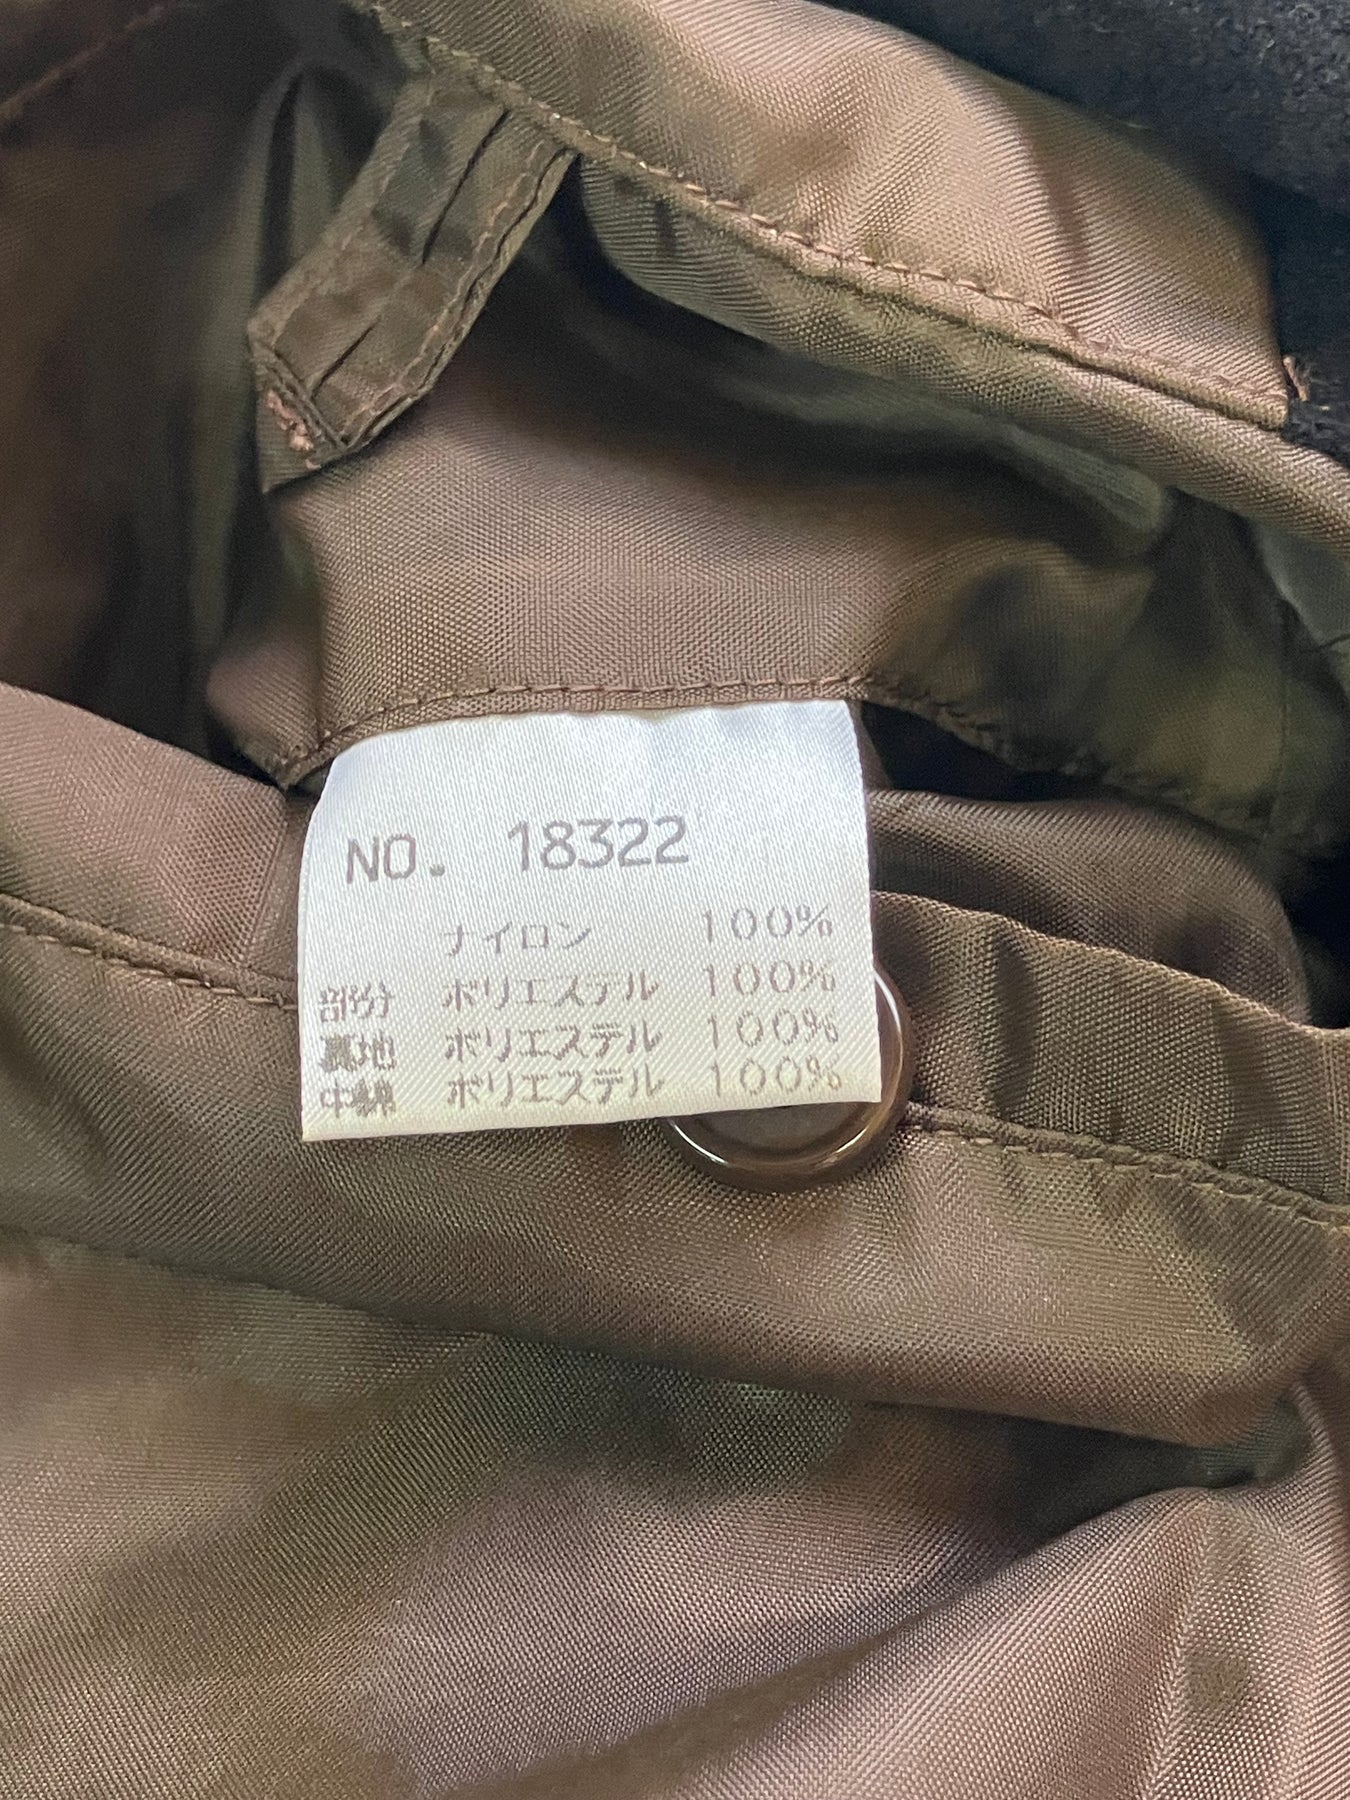 NO. 18322
ナイロン 100%
部分 ポリエステル 100%
裏地 ポリエステル 100%
中綿 ポリエステル 100%